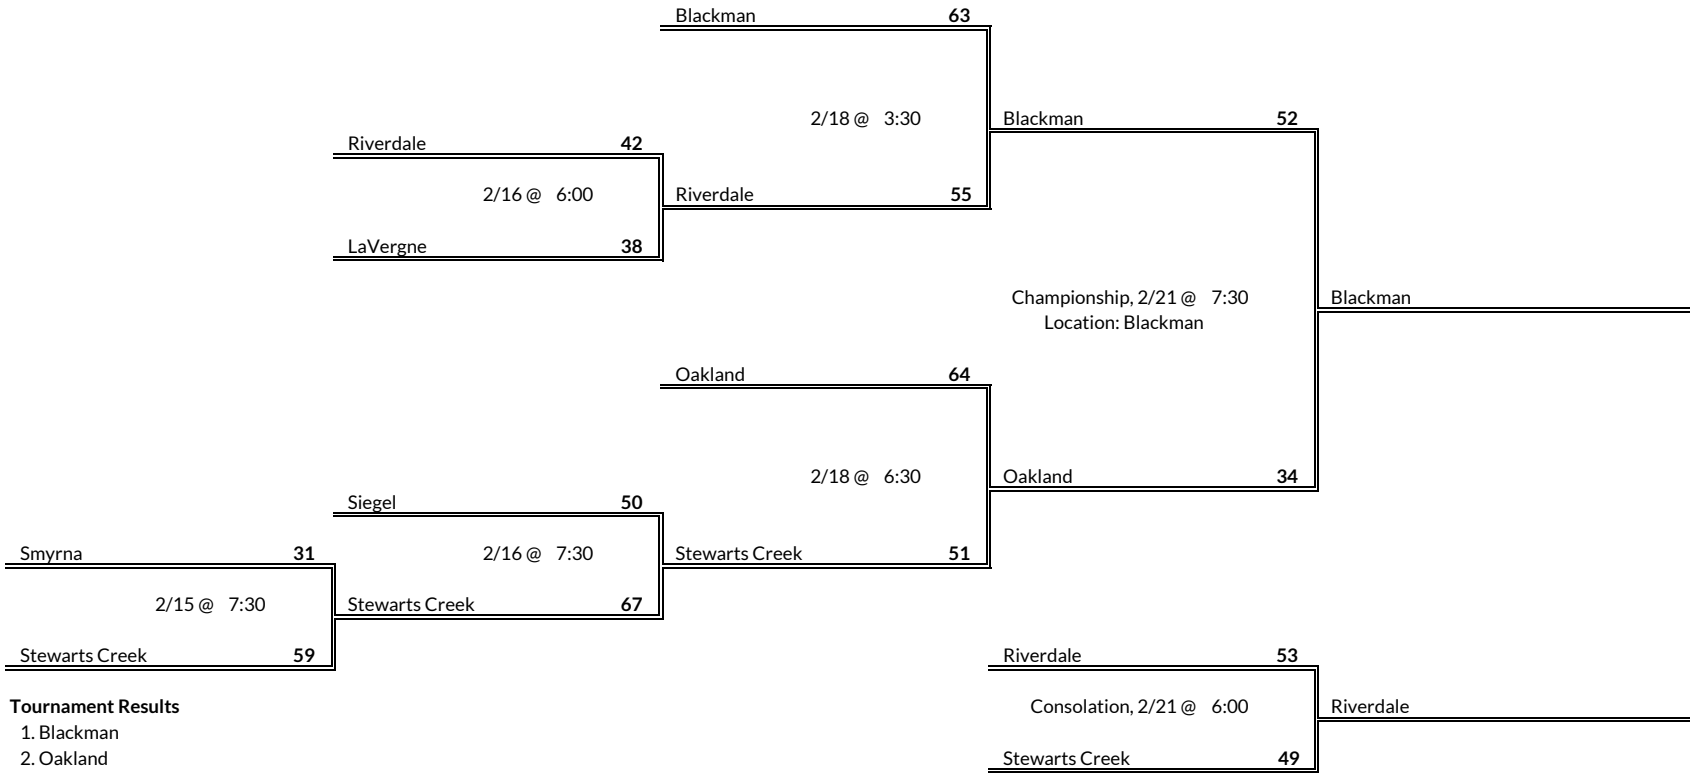 Blackman 63
2/18 @ 3:30
Blackman 52
Riverdale 42
2/16 @ 6:00
Riverdale 55
LaVergne 38
Championship, 2/21 @ 7:30
Location: Blackman
Blackman
Oakland 64
2/18 @ 6:30
Oakland 34
Siegel 50
Smyrna 31
2/16 @ 7:30
Stewarts Creek 51
2/15 @ 7:30
Stewarts Creek 67
Stewarts Creek 59
Riverdale 53
Consolation, 2/21 @ 6:00
Riverdale
Stewarts Creek 49
Tournament Results
1. Blackman
2. Oakland